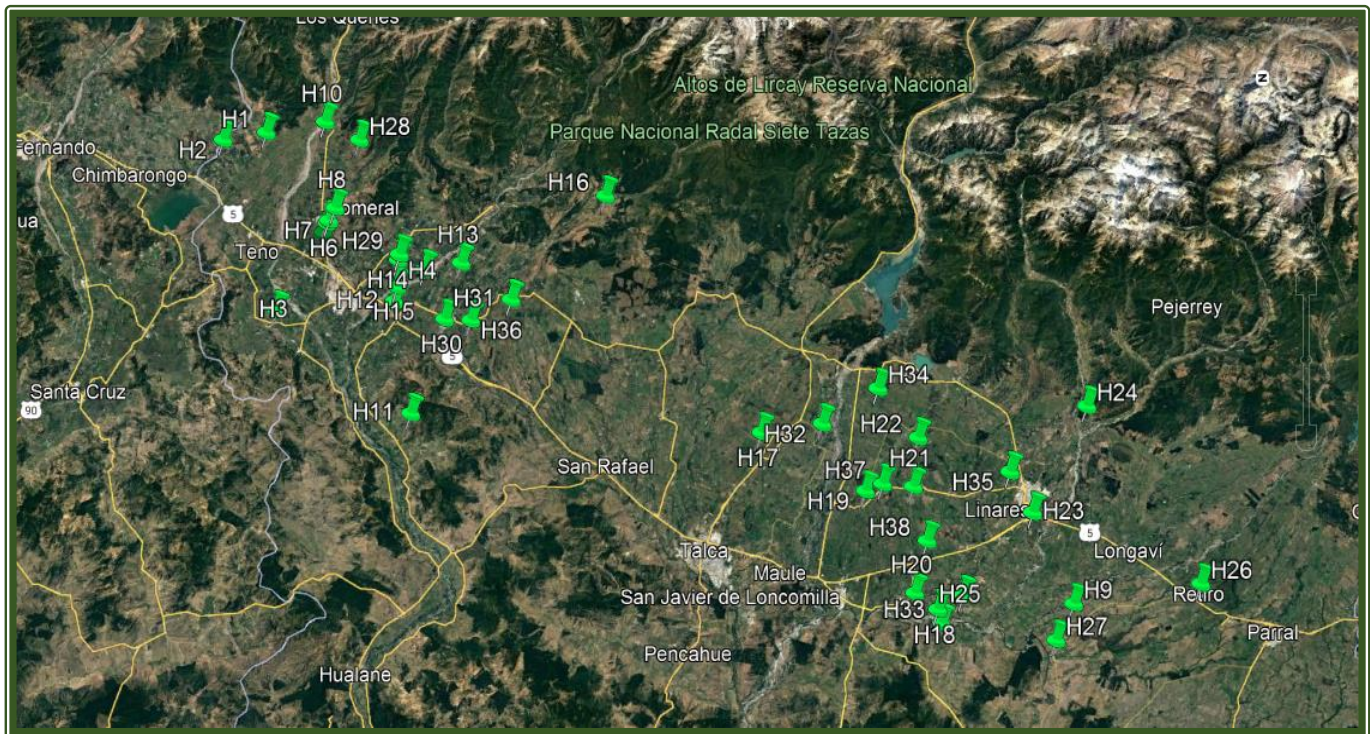 Los Queñes
H10
Altos de Lircay Reserva Nacional
N
H1
H28
Parque Nacional Radal Siete Tazas
H2
Fernando
Chimbarongo
H8
H16
5
omeral
ua
H7
H29
H6
Teno
H13
H14
H4
H12
H31
H3
H15
H36
Pejerrey
H30
5
H34
Santa Cruz
H24
90
H11
H32
H22
H17
H21
San Rafael
H37
H35
H19
Linares
H23
H38
5
Talca
Longaví
H20
Maule
H26
San Javier de Loncomilla
H25
H9
Retiro
H33
H18
H27
Parral
Pencahue
Hualane